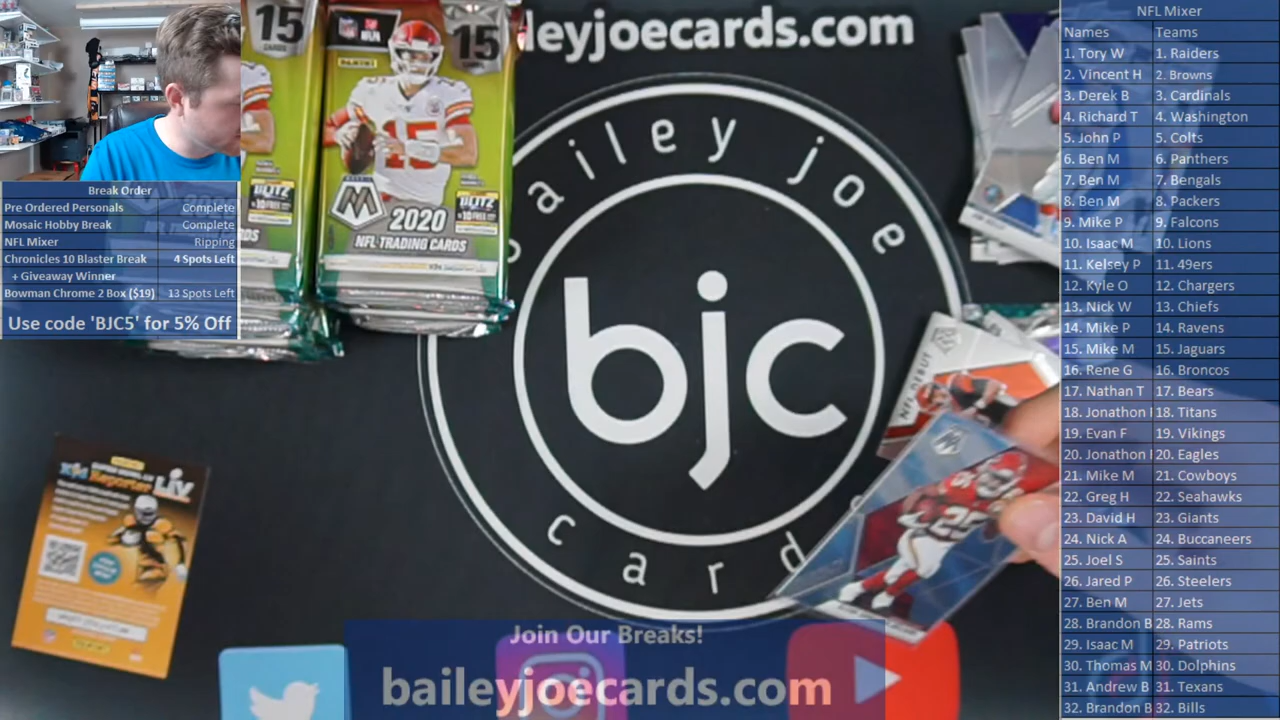 baileyjoecards.com
NFL Mixer
Names Teams
1. Tory W 1. Raiders
2. Vincent H 2. Browns
3. Derek B 3. Cardinals
4. Richard T 4. Washington
5. John P 5. Colts
6. Ben M 6. Panthers
7. Ben M 7. Bengals
8. Ben M 8. Packers
9. Mike P 9. Falcons
10. Isaac M 10. Lions
11. Kelsey P 11. 49ers
12. Kyle O 12. Chargers
13. Nick W 13. Chiefs
14. Mike P 14. Ravens
15. Mike M 15. Jaguars
16. Rene G 16. Broncos
17. Nathan T 17. Bears
18. Jonathon 18. Titans
19. Evan F 19. Vikings
20. Jonathon 20. Eagles
21. Mike M 21. Cowboys
22. Greg H 22. Seahawks
23. David H 23. Giants
24. Nick A 24. Buccaneers
25. Joel S 25. Saints
26. Jared P 26. Steelers
27. Ben M 27. Jets
28. Brandon B 28. Rams
29. Isaac M 29. Patriots
30. Thomas M 30. Dolphins
31. Andrew B 31. Texans
32. Brandon B 32. Bills
Break Order
Pre Ordered Personals Complete
Mosaic Hobby Break Complete
NFL Mixer Ripping
Chronicles 10 Blaster Break 4 Spots Left
+ Giveaway Winner
Bowman Chrome 2 Box ($19) 13 Spots Left
Use code 'BJC5' for 5% Off
15
CARDS
PANINI
15
15
BLITZ
BLITZ
2020
NFL TRADING CARDS
bailey joe
bjc
card
NFL DEBUT
25
Reporter LIV
Join Our Breaks!
baileyjoecards.com